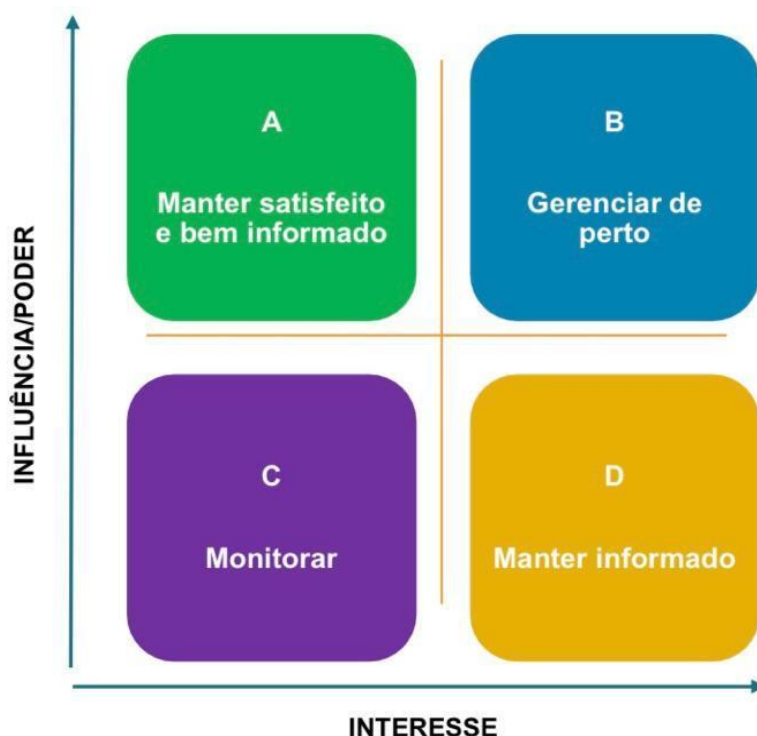 A
Manter satisfeito
e bem informado
B
Gerenciar de
perto
INFLUÊNCIA/PODER
C
Monitorar
D
Manter informado
INTERESSE